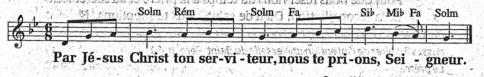 Solm Rém Solm Fa Sib Mib Fa Solm
Par Jé-sus Christ ton ser-vi-teur, nous te pri-ons, Sei - gneur.